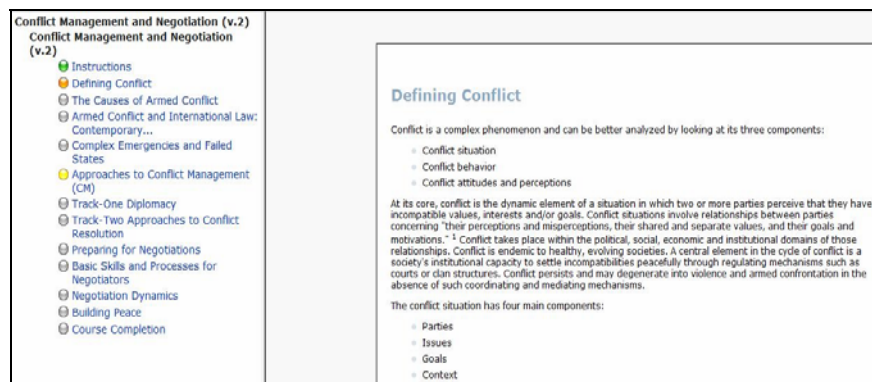 Conflict Management and Negotiation (v.2)
Conflict Management and Negotiation
(v.2)
Instructions
Defining Conflict
The Causes of Armed Conflict
Armed Conflict and International Law:
Contemporary...
Complex Emergencies and Failed
States
Approaches to Conflict Management
(CM)
Track-One Diplomacy
Track-Two Approaches to Conflict
Resolution
Preparing for Negotiations
Basic Skills and Processes for
Negotiators
Negotiation Dynamics
Building Peace
Course Completion
Defining Conflict
Conflict is a complex phenomenon and can be better analyzed by looking at its three components:
Conflict situation
Conflict behavior
Conflict attitudes and perceptions
At its core, conflict is the dynamic element of a situation in which two or more parties perceive that they have
incompatible values, interests and/or goals. Conflict situations involve relationships between parties
concerning "their perceptions and misperceptions, their shared and separate values, and their goals and
motivations." 1 Conflict takes place within the political, social, economic and institutional domains of those
relationships. Conflict is endemic to healthy, evolving societies. A central element in the cycle of conflict is a
society's institutional capacity to settle incompatibilities peacefully through regulating mechanisms such as
courts or clan structures. Conflict persists and may degenerate into violence and armed confrontation in the
absence of such coordinating and mediating mechanisms.
The conflict situation has four main components:
Parties
Issues
Goals
Context